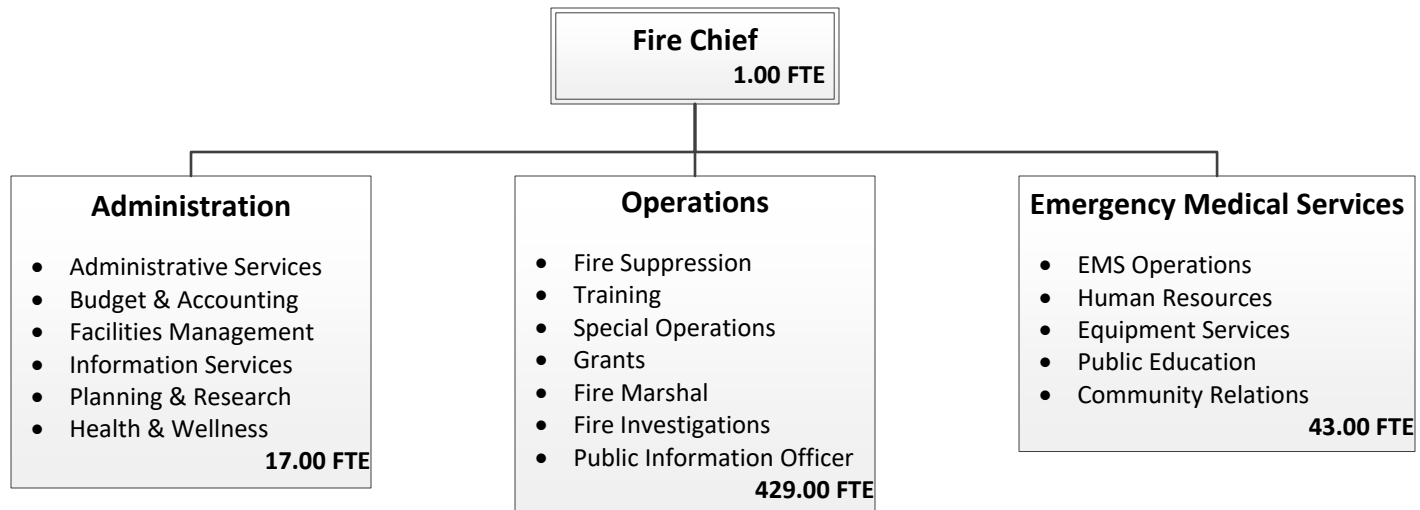 Fire Chief
1.00 FTE
Administration
• Administrative Services
• Budget & Accounting
• Facilities Management
• Information Services
• Planning & Research
• Health & Wellness
17.00 FTE
Operations
• Fire Suppression
• Training
• Special Operations
• Grants
• Fire Marshal
• Fire Investigations
• Public Information Officer
429.00 FTE
Emergency Medical Services
• EMS Operations
• Human Resources
• Equipment Services
• Public Education
• Community Relations
43.00 FTE